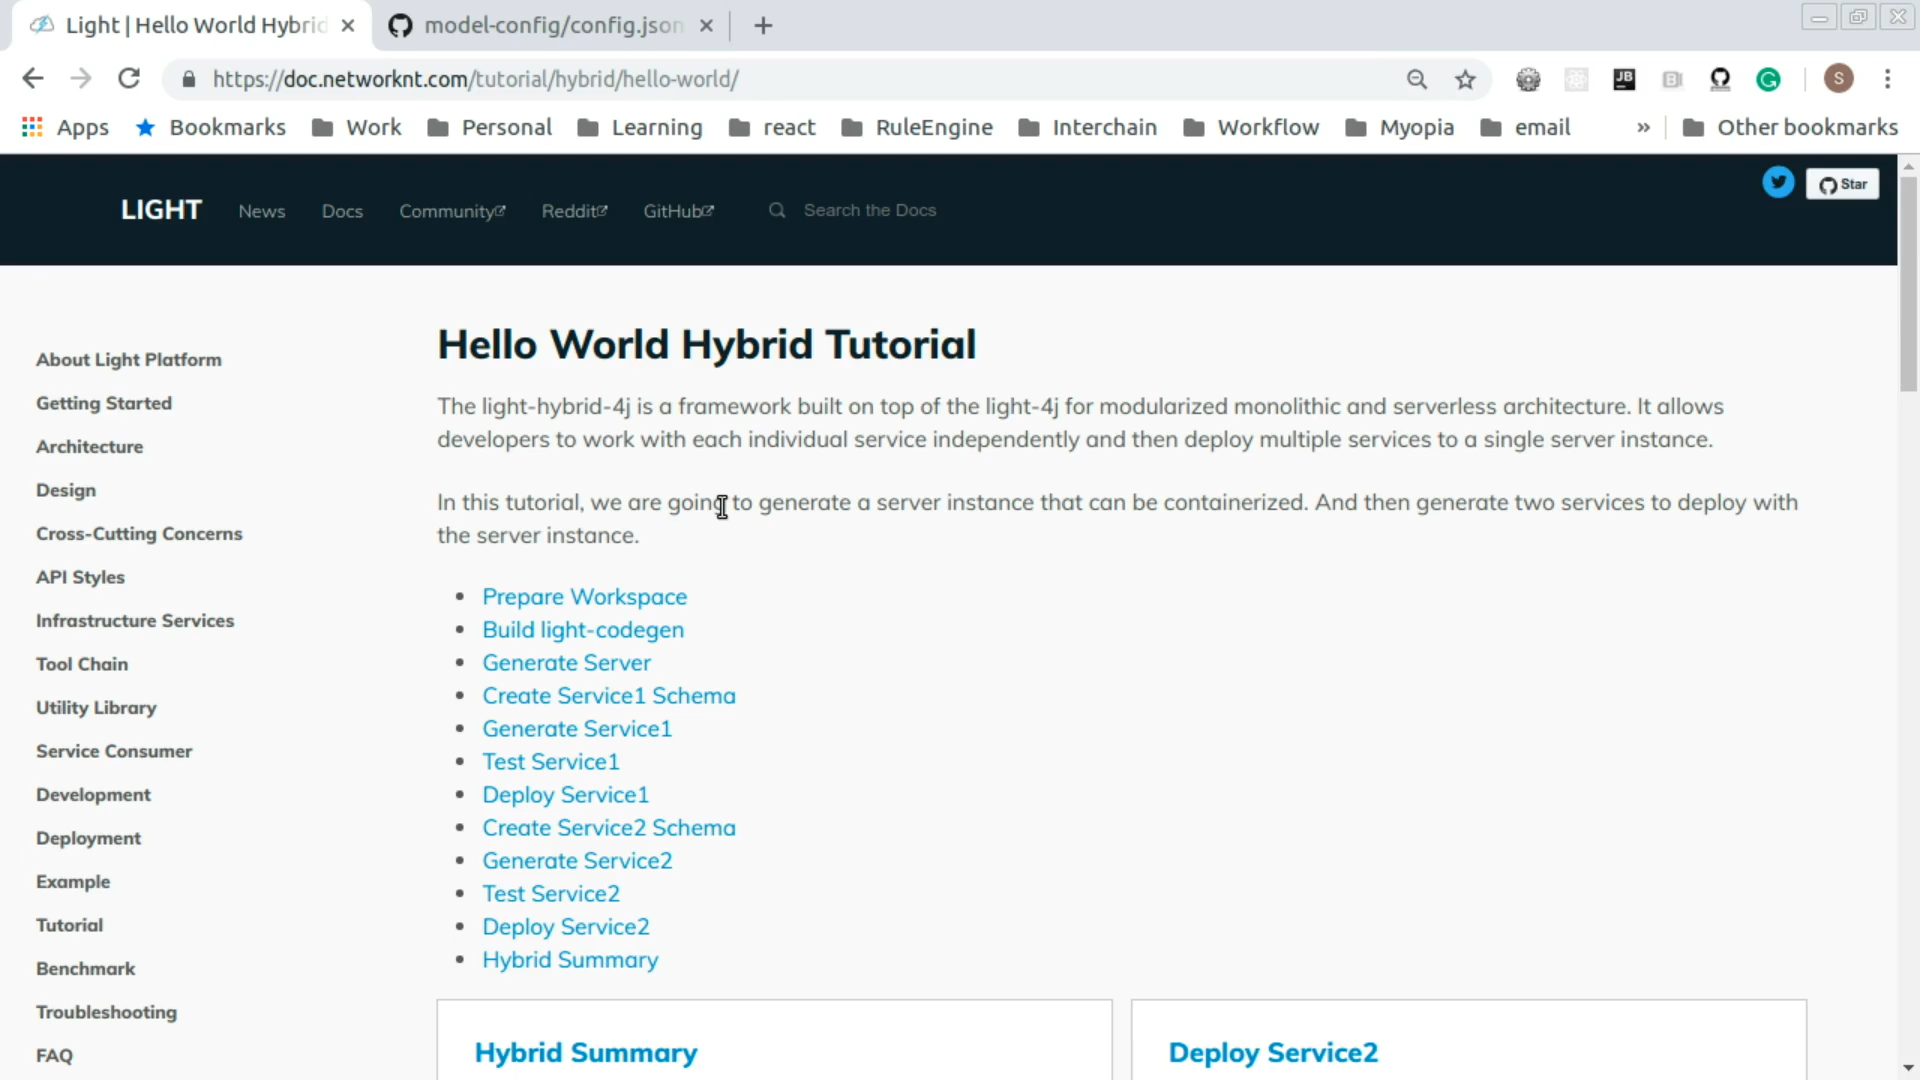 Light | Hello World Hybrid
model-config/config.json
https://doc.networknt.com/tutorial/hybrid/hello-world/
JB
S
Apps
Bookmarks
Work
Personal
Learning
react
RuleEngine
Interchain
Workflow
Myopia
email
»
Other bookmarks
LIGHT
News
Docs
Community
Reddit
GitHub
Search the Docs
Star
About Light Platform
Getting Started
Architecture
Design
Cross-Cutting Concerns
API Styles
Infrastructure Services
Tool Chain
Utility Library
Service Consumer
Development
Deployment
Example
Tutorial
Benchmark
Troubleshooting
FAQ
Hello World Hybrid Tutorial
The light-hybrid-4j is a framework built on top of the light-4j for modularized monolithic and serverless architecture. It allows
developers to work with each individual service independently and then deploy multiple services to a single server instance.
In this tutorial, we are going to generate a server instance that can be containerized. And then generate two services to deploy with
the server instance.
• Prepare Workspace
• Build light-codegen
• Generate Server
• Create Service1 Schema
• Generate Service1
• Test Service1
• Deploy Service1
• Create Service2 Schema
• Generate Service2
• Test Service2
• Deploy Service2
• Hybrid Summary
Hybrid Summary
Deploy Service2